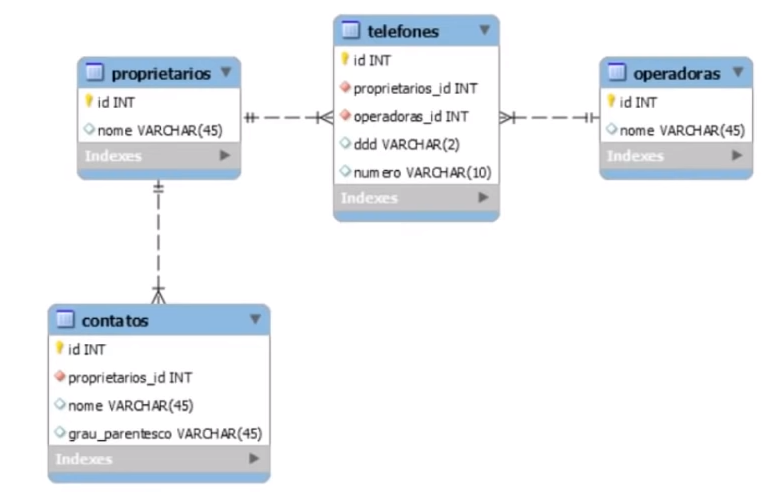 proprietarios
id INT
nome VARCHAR(45)
Indexes
telefones
id INT
proprietarios_id INT
operadoras_id INT
ddd VARCHAR(2)
numero VARCHAR(10)
Indexes
operadoras
id INT
nome VARCHAR(45)
Indexes
contatos
id INT
proprietarios_id INT
nome VARCHAR(45)
grau_parentesco VARCHAR(45)
Indexes